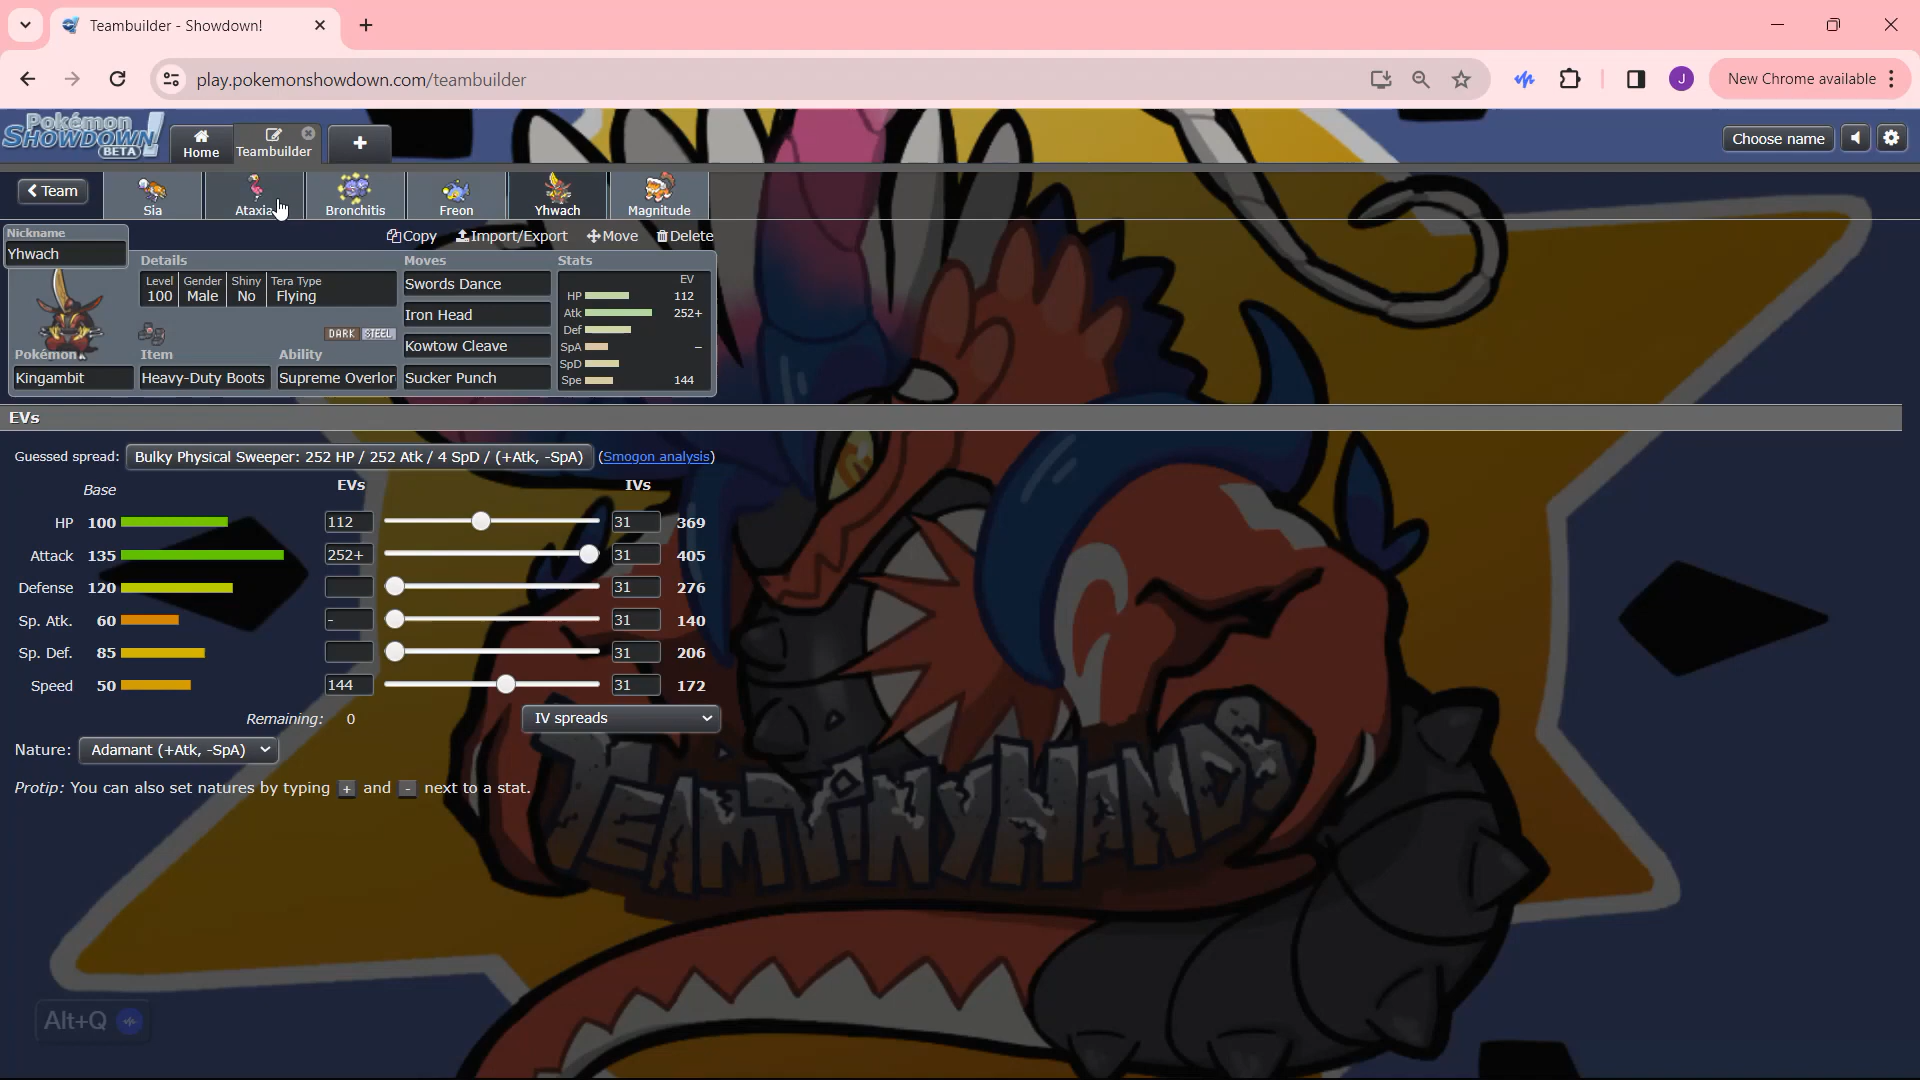 Teambuilder - Showdown!
play.pokemonshowdown.com/teambuilder
J
New Chrome available
Pokémon
SHOWDOWN!
BETA
Home
Teambuilder
Choose name
Team
Sia
Ataxia
Bronchitis
Freon
Yhwach
Magnitude
Nickname
Yhwach
Copy
Import/Export
Move
Delete
Details
Moves
Stats
Level
100
Gender
Male
Shiny
No
Tera Type
Flying
Swords Dance
Iron Head
Kowtow Cleave
Sucker Punch
EV
HP 112
Atk 252+
Def
SpA –
SpD
Spe 144
DARK STEEL
Pokémon
Item
Ability
Kingambit
Heavy-Duty Boots
Supreme Overlor
EVs
Guessed spread: Bulky Physical Sweeper: 252 HP / 252 Atk / 4 SpD / (+Atk, -SpA) (Smogon analysis)
Base EVs IVs
HP 100 112 31 369
Attack 135 252+ 31 405
Defense 120 31 276
Sp. Atk. 60 - 31 140
Sp. Def. 85 31 206
Speed 50 144 31 172
Remaining: 0
IV spreads
Nature: Adamant (+Atk, -SpA)
Protip: You can also set natures by typing + and - next to a stat.
TEAMTINYHANDS
Alt+Q